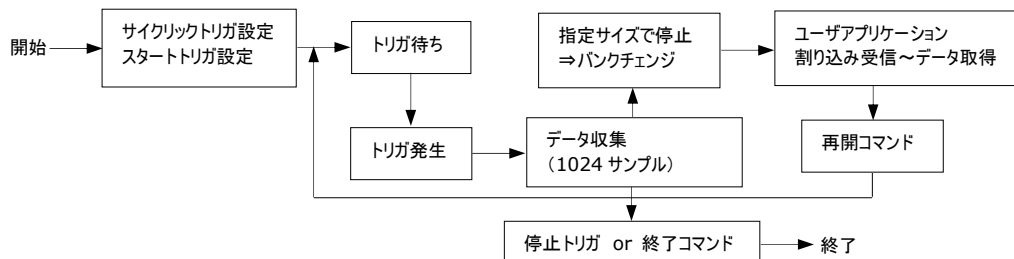 開始
サイクリックトリガ設定
スタートトリガ設定
トリガ待ち
トリガ発生
データ収集
(1024 サンプル)
指定サイズで停止
⇒バンクチェンジ
ユーザアプリケーション
割り込み受信～データ取得
再開コマンド
停止トリガ or 終了コマンド
終了